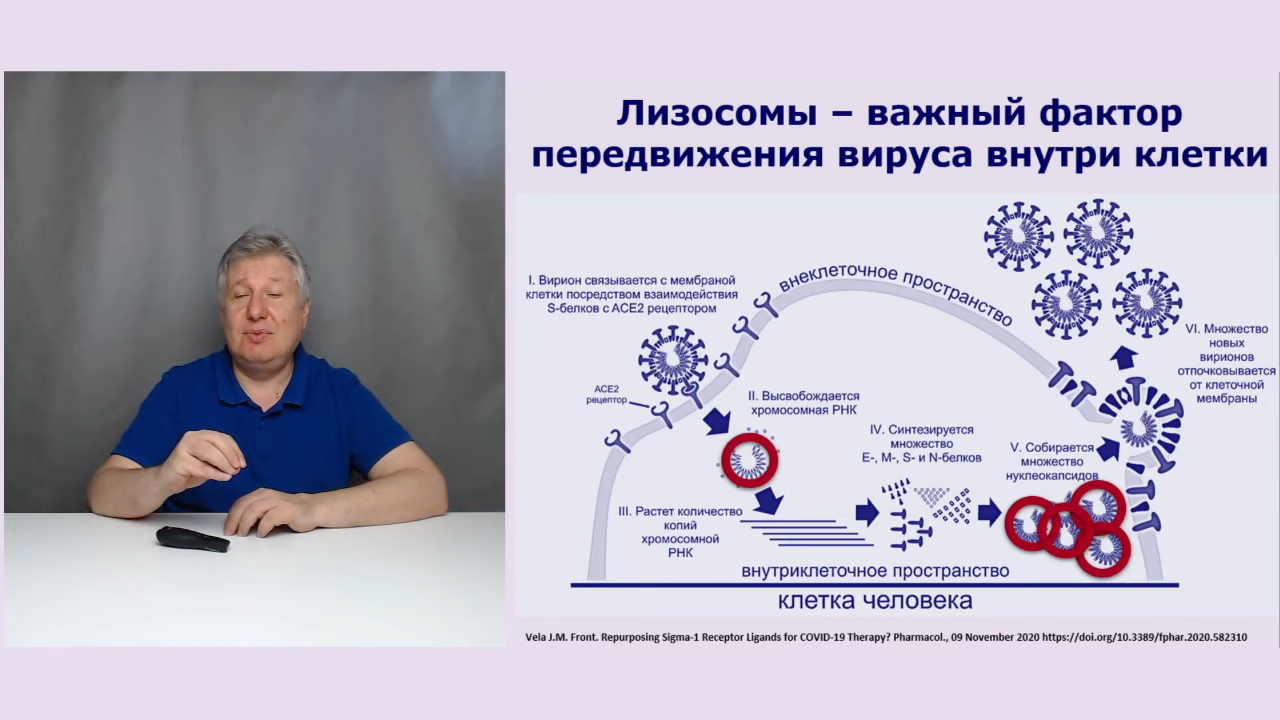 Лизосомы – важный фактор
передвижения вируса внутри клетки
I. Вирион связывается с мембраной
клетки посредством взаимодействия
S-белков с ACE2 рецептором
внеклеточное пространство
ACE2
рецептор
II. Высвобождается
хромосомная РНК
III. Растет количество
копий
хромосомной
РНК
IV. Синтезируется
множество
E-, M-, S- и N-белков
V. Собирается
множество
нуклеокапсидов
VI. Множество
новых
вирионов
отпочковывается
от клеточной
мембраны
внутриклеточное пространство
клетка человека
Vela J.M. Front. Repurposing Sigma-1 Receptor Ligands for COVID-19 Therapy? Pharmacol., 09 November 2020 https://doi.org/10.3389/fphar.2020.582310